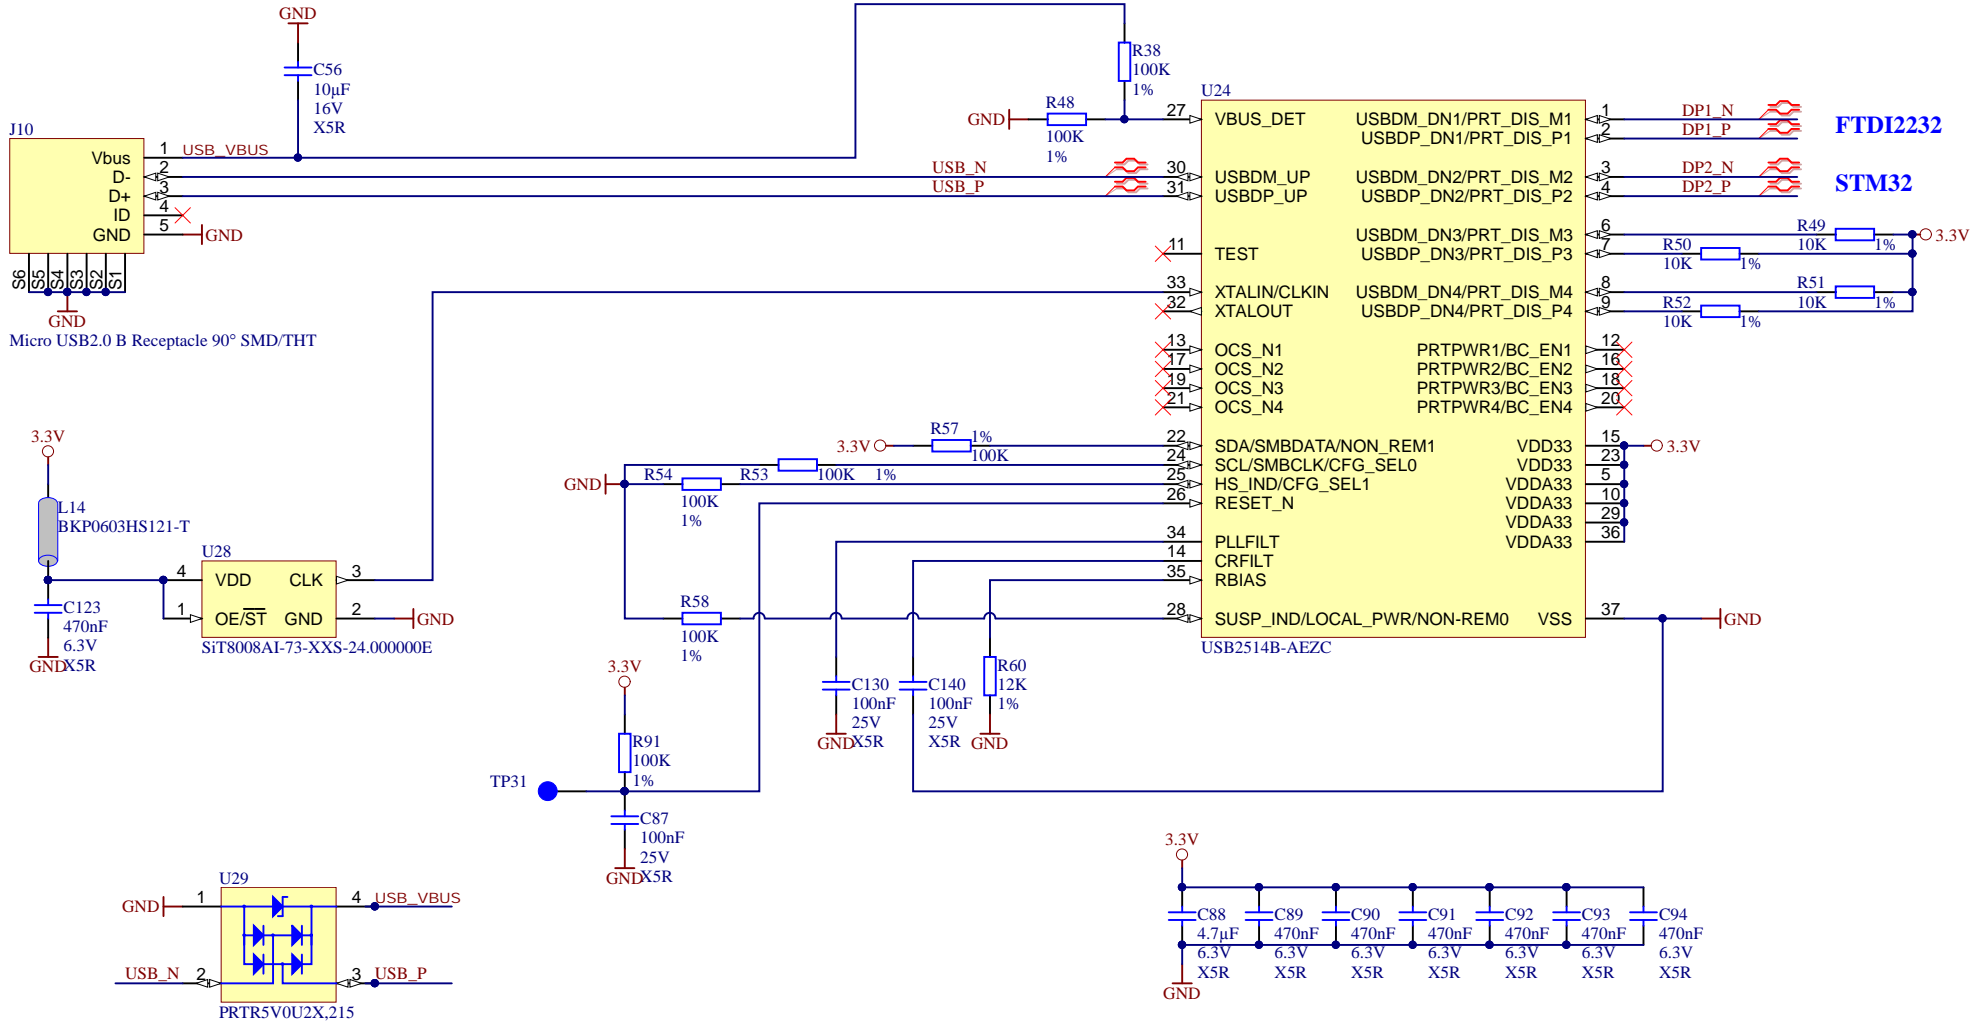 GND
C56
10µF
16V
X5R
J10
Vbus
D-
D+
ID
GND
1
2
3
4
5
USB_VBUS
GND
S6
S5
S4
S3
S2
S1
GND
Micro USB2.0 B Receptacle 90° SMD/THT
R38
100K
1%
GND
R48
100K
1%
USB_N
USB_P
U24
27
VBUS_DET
30
USBDM_UP
31
USBDP_UP
11
TEST
33
XTALIN/CLKIN
32
XTALOUT
13
OCS_N1
17
OCS_N2
19
OCS_N3
21
OCS_N4
22
SDA/SMBDATA/NON_REM1
24
SCL/SMBCLK/CFG_SEL0
25
HS_IND/CFG_SEL1
26
RESET_N
34
PLLFILT
14
CRFILT
35
RBIAS
28
SUSP_IND/LOCAL_PWR/NON-REM0
USBDM_DN1/PRT_DIS_M1
1
USBDP_DN1/PRT_DIS_P1
2
USBDM_DN2/PRT_DIS_M2
3
USBDP_DN2/PRT_DIS_P2
4
USBDM_DN3/PRT_DIS_M3
6
USBDP_DN3/PRT_DIS_P3
7
USBDM_DN4/PRT_DIS_M4
8
USBDP_DN4/PRT_DIS_P4
9
PRTPWR1/BC_EN1
12
PRTPWR2/BC_EN2
16
PRTPWR3/BC_EN3
18
PRTPWR4/BC_EN4
20
VDD33
15
VDD33
23
VDDA33
5
VDDA33
10
VDDA33
29
VDDA33
36
VSS
37
USB2514B-AEZC
DP1_N
DP1_P
FTDI2232
DP2_N
DP2_P
STM32
R49
10K
1%
R50
10K
1%
R51
10K
1%
R52
10K
1%
3.3V
3.3V
GND
3.3V
R57
1%
100K
GND
R54
100K
1%
R53
100K
1%
R58
100K
1%
3.3V
L14
BKP0603HS121-T
C123
470nF
6.3V
X5R
GND
U28
4
VDD
CLK
3
1
OE/ST
GND
2
GND
SiT8008AI-73-XXS-24.000000E
3.3V
R91
100K
1%
TP31
C87
100nF
25V
X5R
GND
C130
100nF
25V
X5R
GND
C140
100nF
25V
X5R
R60
12K
1%
GND
U29
GND
1
4
USB_VBUS
USB_N
2
3
USB_P
PRTR5V0U2X,215
3.3V
C88
4.7µF
6.3V
X5R
C89
470nF
6.3V
X5R
C90
470nF
6.3V
X5R
C91
470nF
6.3V
X5R
C92
470nF
6.3V
X5R
C93
470nF
6.3V
X5R
C94
470nF
6.3V
X5R
GND